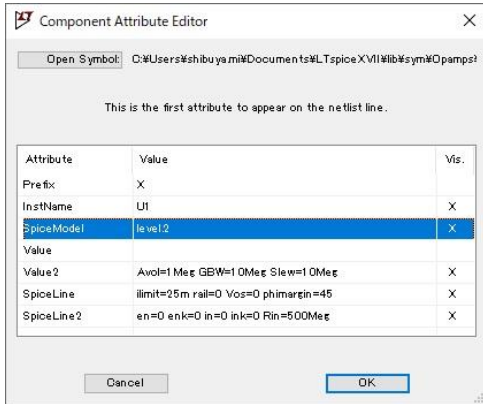 Component Attribute Editor
Open Symbol: C:¥Users¥shibuya.mi¥Documents¥LTspiceXVII¥lib¥sym¥Opamps¥
This is the first attribute to appear on the netlist line.
Attribute Value Vis.
Prefix X
InstName U1 X
SpiceModel level.2 X
Value
Value2 Avol=1Meg GBW=10Meg Slew=10Meg X
SpiceLine ilimit=25m rail=0 Vos=0 phimargin=45 X
SpiceLine2 en=0 enk=0 in=0 ink=0 Rin=500Meg X
Cancel OK